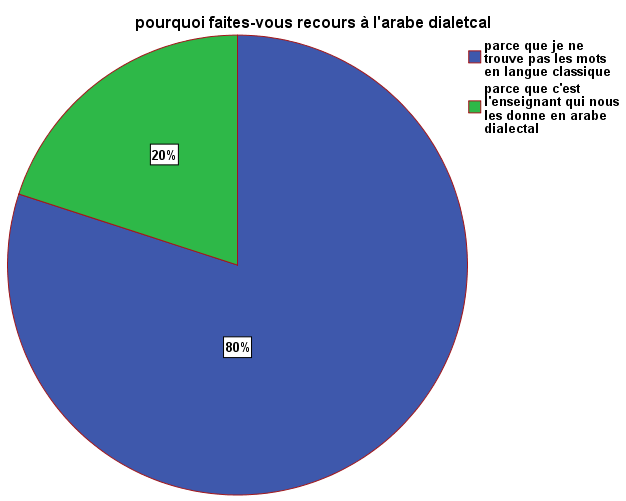 pourquoi faites-vous recours à l'arabe dialetcal
parce que je ne
trouve pas les mots
en langue classique
parce que c'est
l'enseignant qui nous
les donne en arabe
dialectal
20%
80%